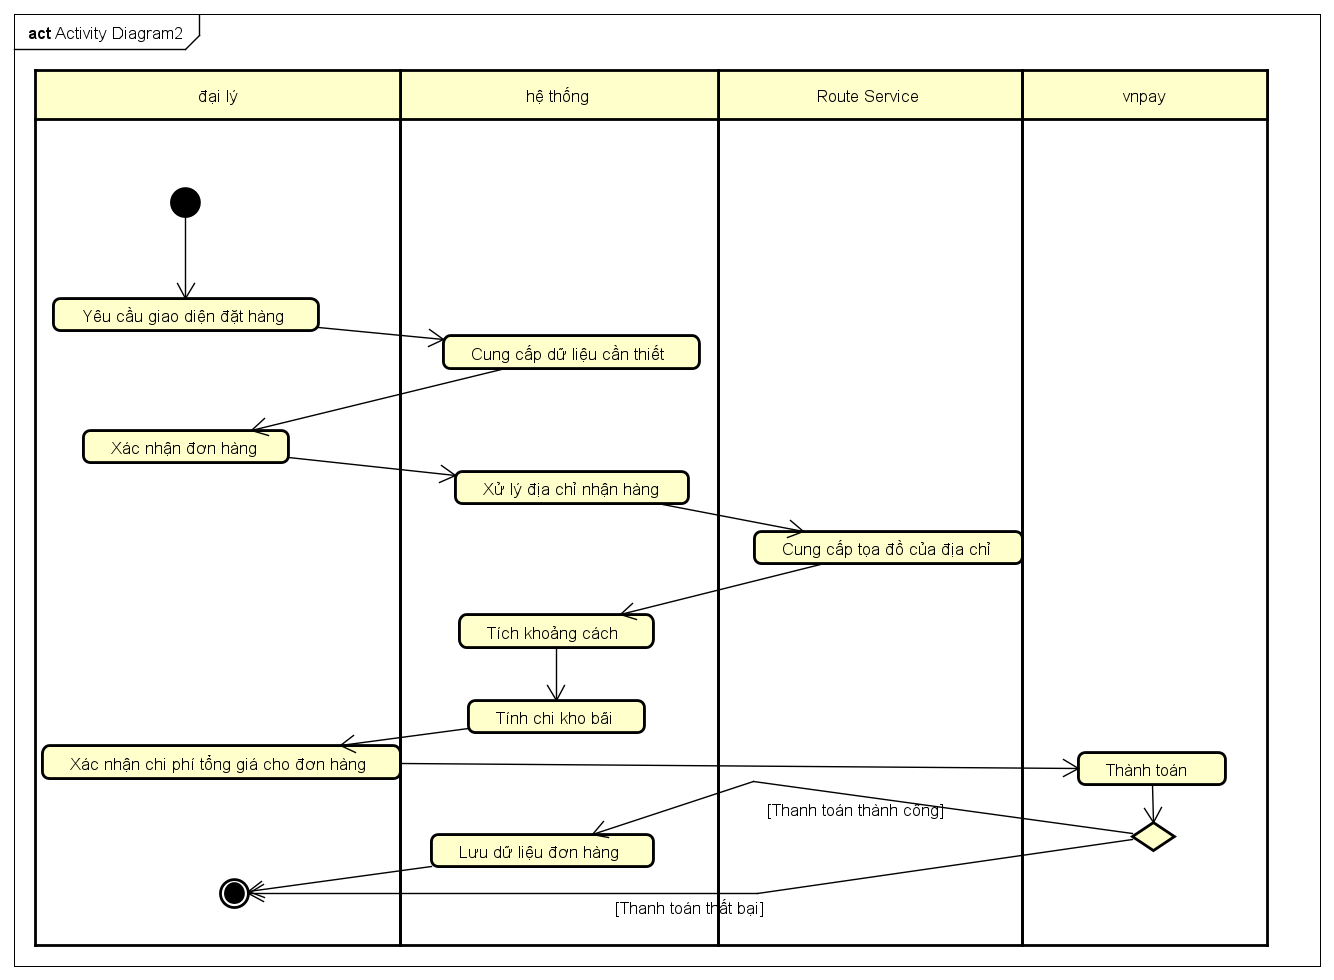 act Activity Diagram2
đại lý
hệ thống
Route Service
vnpay
Yêu cầu giao diện đặt hàng
Cung cấp dữ liệu cần thiết
Xác nhận đơn hàng
Xử lý địa chỉ nhận hàng
Cung cấp tọa đồ của địa chỉ
Tích khoảng cách
Tính chi kho bãi
Xác nhận chi phí tổng giá cho đơn hàng
Thành toán
[Thanh toán thành công]
Lưu dữ liệu đơn hàng
[Thanh toán thất bại]